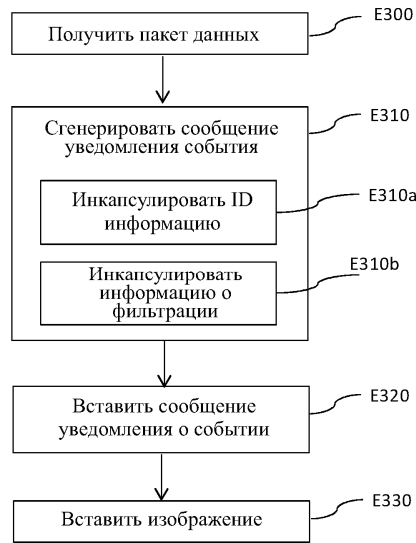 Получить пакет данных
E300
Сгенерировать сообщение
уведомления события
E310
Инкапсулировать ID
информацию
E310a
Инкапсулировать
информацию о
фильтрации
E310b
Вставить сообщение
уведомления о событии
E320
Вставить изображение
E330